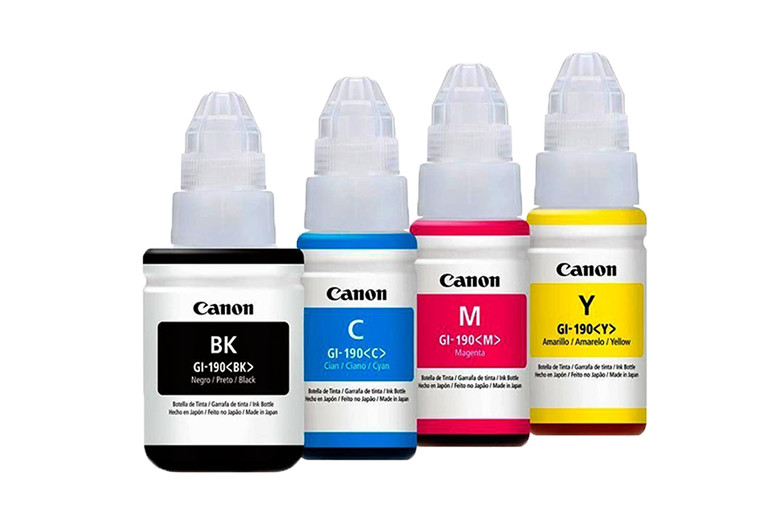 Canon
BK
GI-190<BK>
Negro / Preto / Black
Botella de Tinta / Garrafa de tinta / Ink Bottle
Hecho en Japón / Feito no Japão / Made in Japan
Canon
C
GI-190<C>
Cian / Ciano / Cyan
Botella de Tinta / Garrafa de tinta / Ink Bottle
Hecho en Japón / Feito no Japão / Made in Japan
Canon
M
GI-190<M>
Magenta
Botella de Tinta / Garrafa de tinta / Ink Bottle
Hecho en Japón / Feito no Japão / Made in Japan
Canon
Y
GI-190<Y>
Amarillo / Amarelo / Yellow
Botella de Tinta / Garrafa de tinta / Ink Bottle
Hecho en Japón / Feito no Japão / Made in Japan